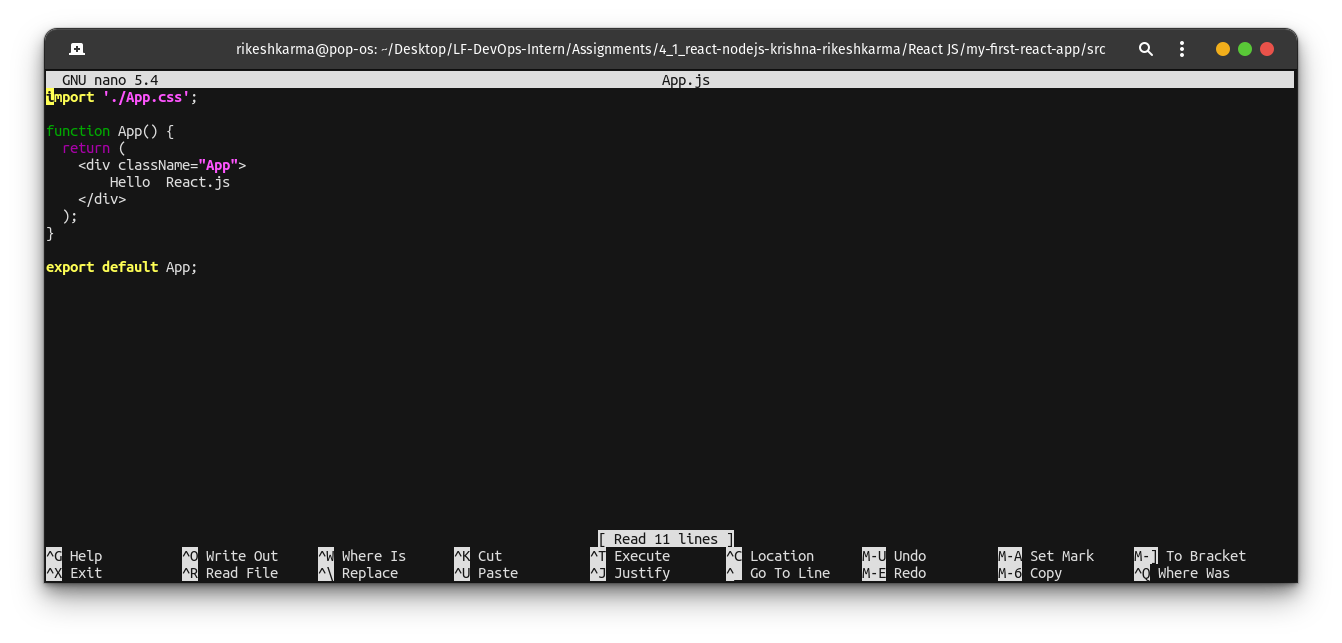 rikeshkarma@pop-os: ~/Desktop/LF-DevOps-Intern/Assignments/4_1_react-nodejs-krishna-rikeshkarma/React JS/my-first-react-app/src
GNU nano 5.4 App.js
import './App.css';
function App() {
return (
<div className="App">
Hello  React.js
</div>
);
}
export default App;
[ Read 11 lines ]
^G Help ^O Write Out ^W Where Is ^K Cut ^T Execute ^C Location M-U Undo M-A Set Mark M-] To Bracket
^X Exit ^R Read File ^\ Replace ^U Paste ^J Justify ^_ Go To Line M-E Redo M-6 Copy ^Q Where Was